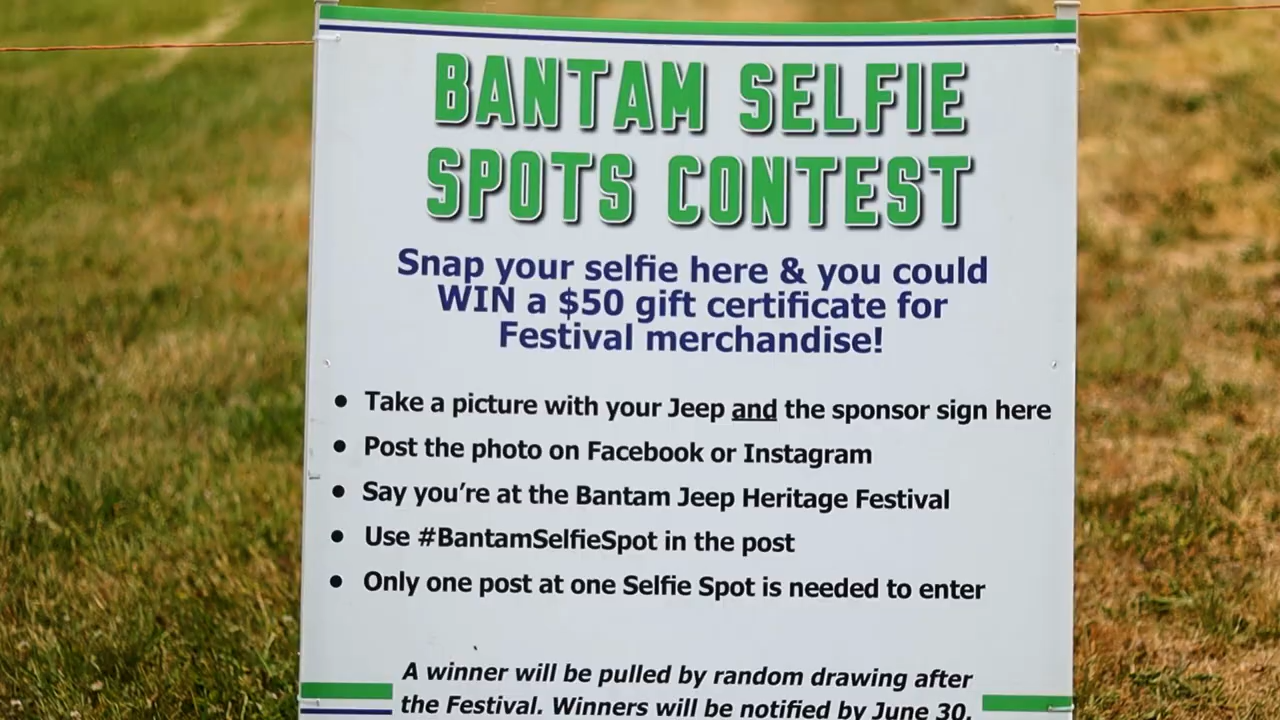 BANTAM SELFIE
SPOTS CONTEST
Snap your selfie here & you could
WIN a $50 gift certificate for
Festival merchandise!
• Take a picture with your Jeep and the sponsor sign here
• Post the photo on Facebook or Instagram
• Say you're at the Bantam Jeep Heritage Festival
• Use #BantamSelfieSpot in the post
• Only one post at one Selfie Spot is needed to enter
A winner will be pulled by random drawing after
the Festival. Winners will be notified by June 30.